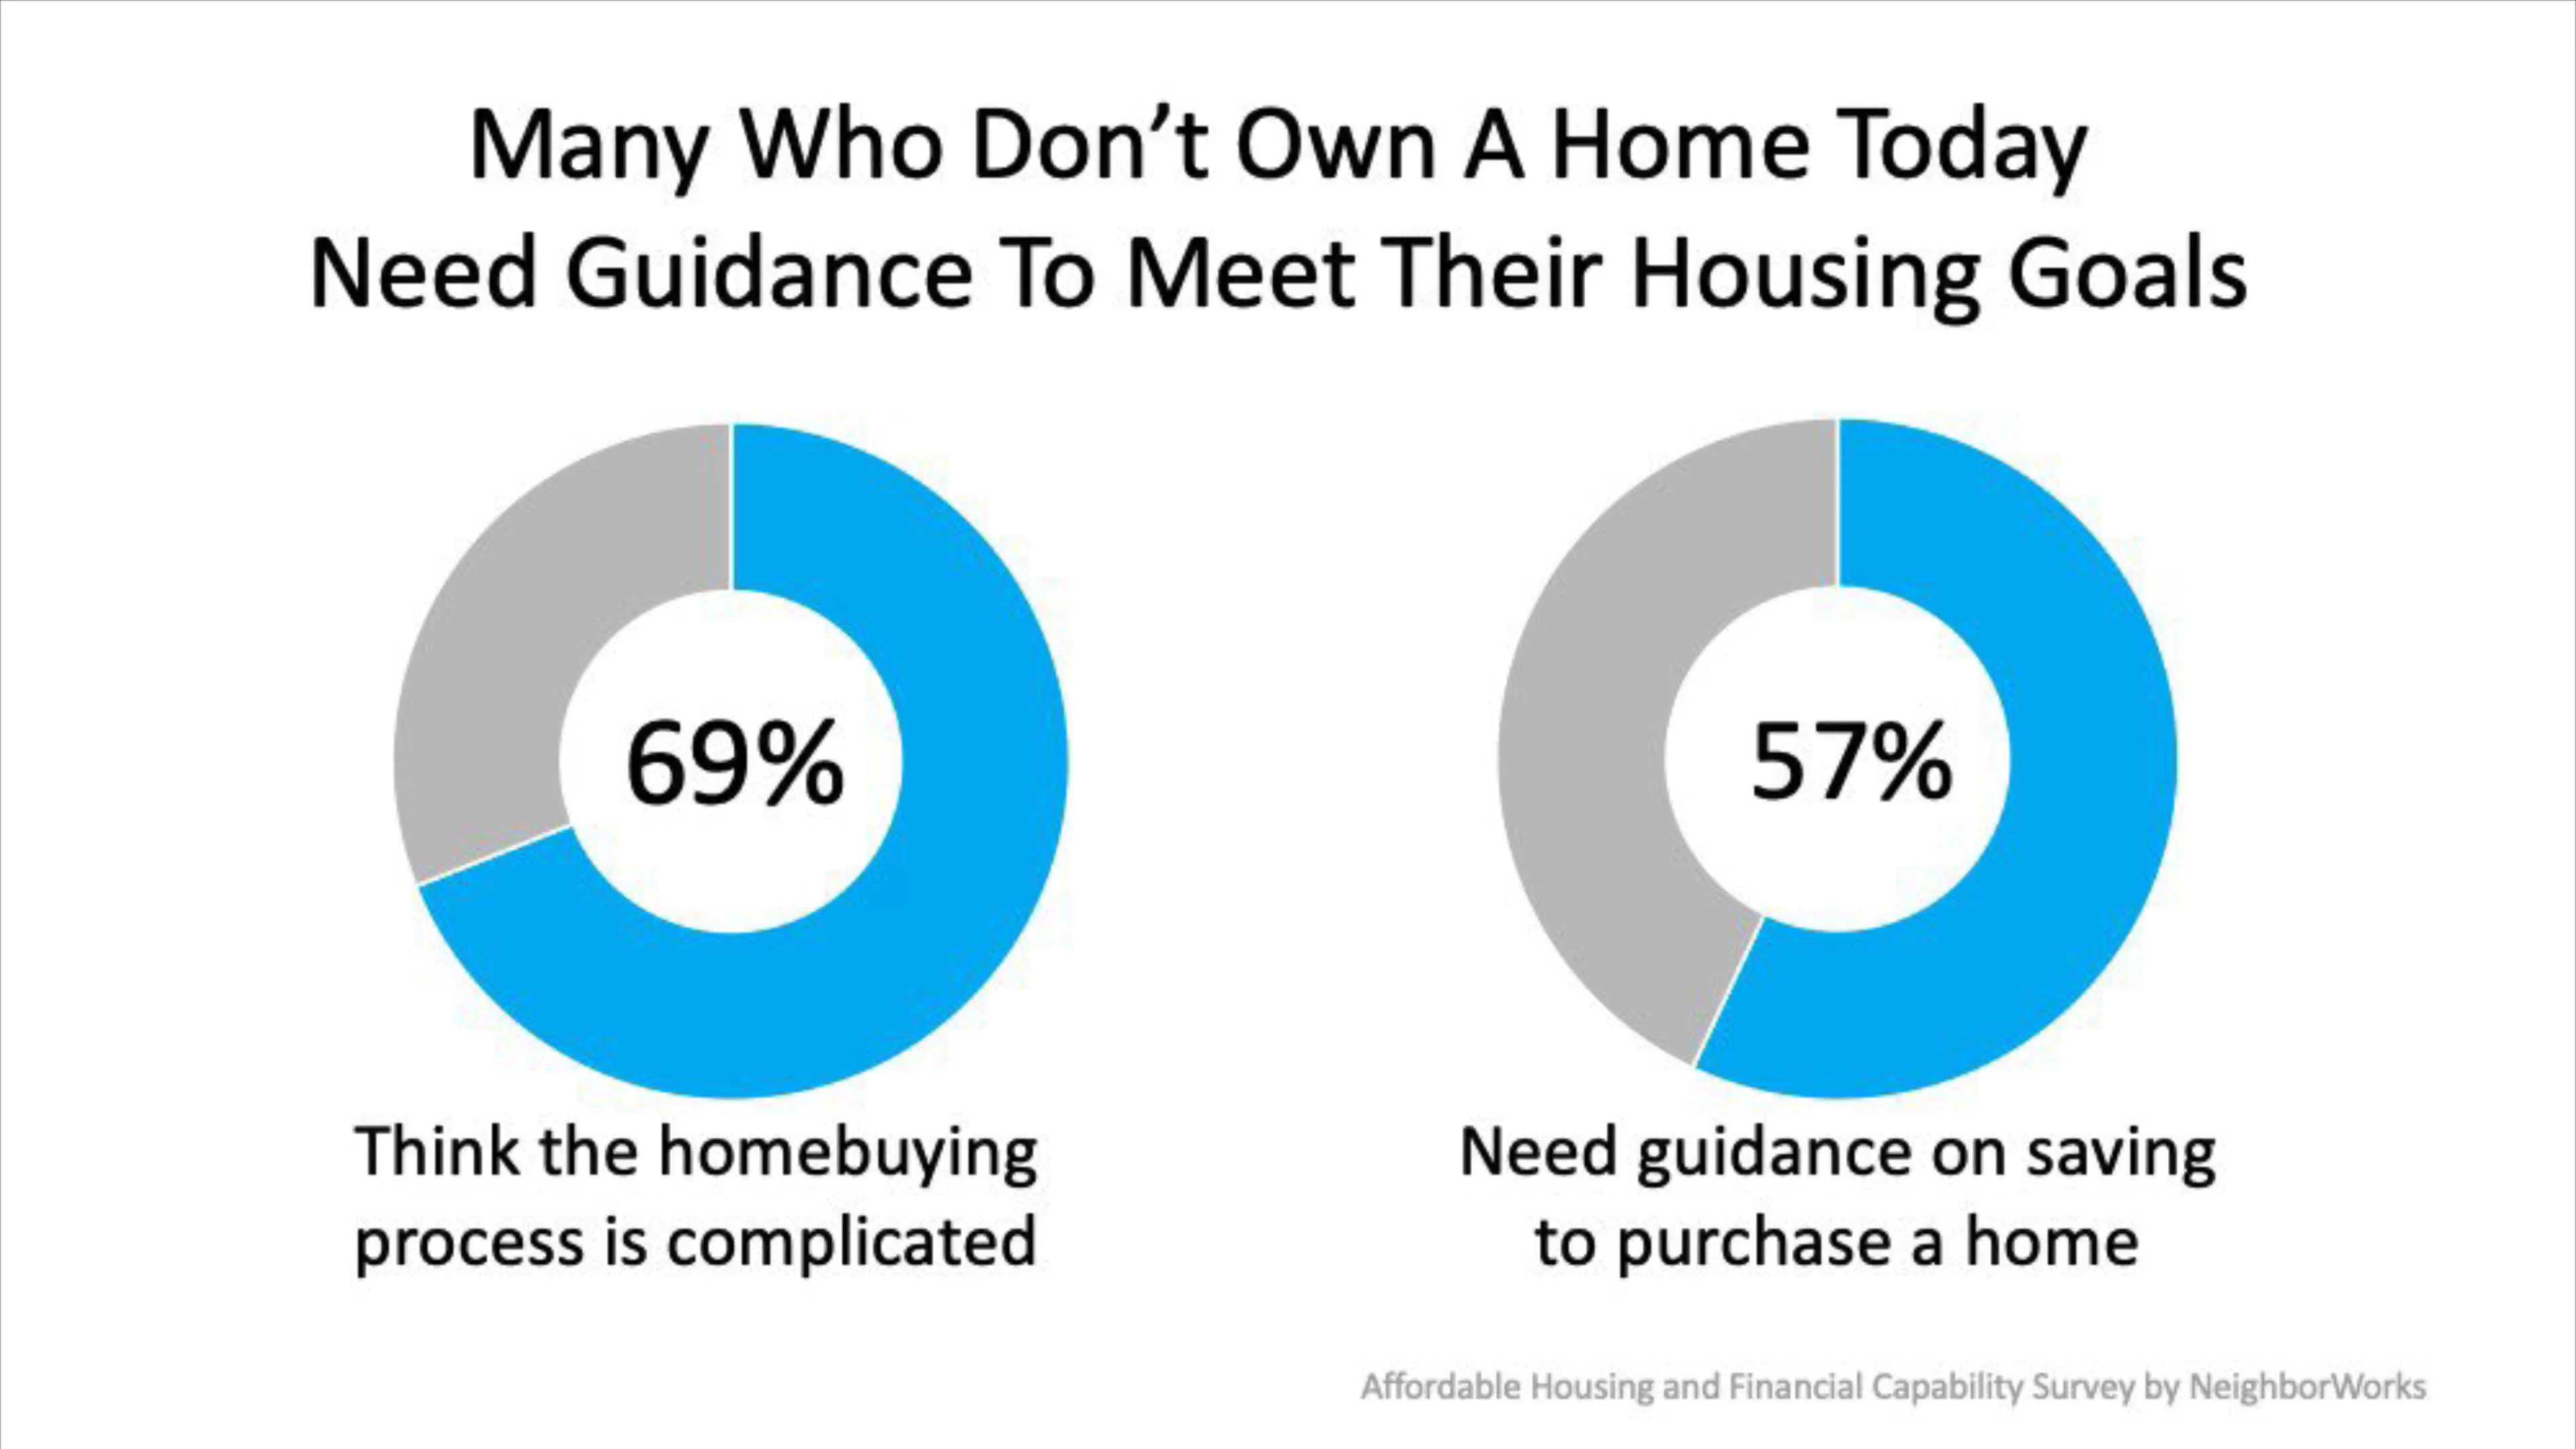 Many Who Don’t Own A Home Today
Need Guidance To Meet Their Housing Goals
69%
57%
Think the homebuying
process is complicated
Need guidance on saving
to purchase a home
Affordable Housing and Financial Capability Survey by NeighborWorks